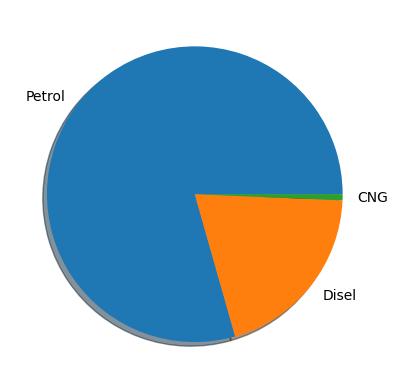 Petrol
CNG
Disel